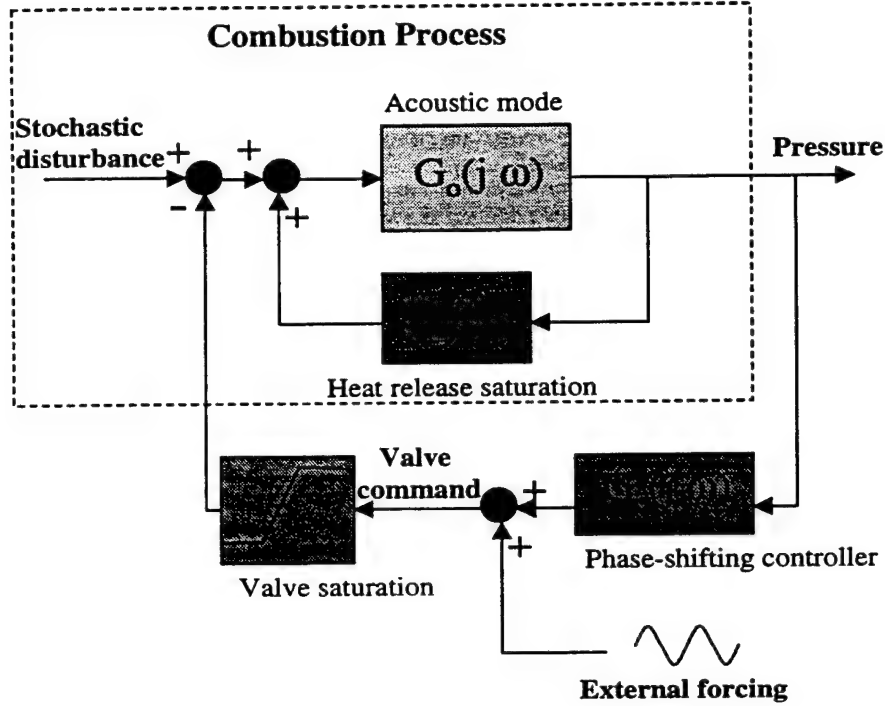 Combustion Process
Acoustic mode
Stochastic
disturbance
+
+
-
+
G_o(j ω)
Pressure
Heat release saturation
Valve
command
+
+
Valve saturation
Phase-shifting controller
External forcing